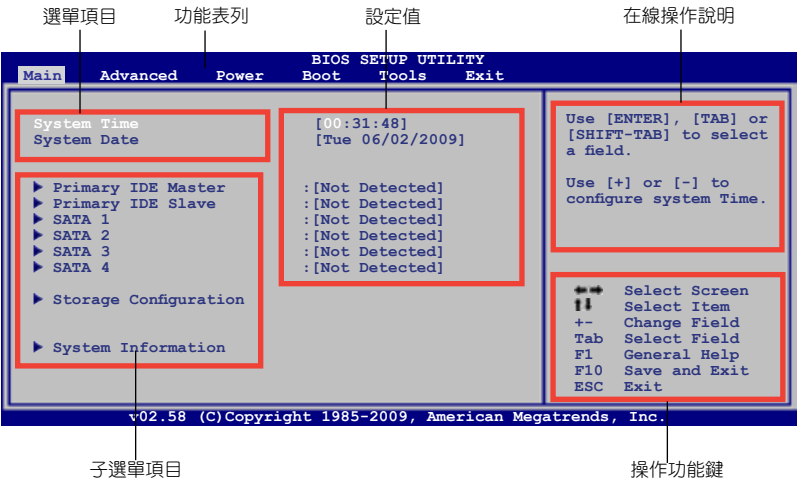 選單項目 功能表列 設定值 在線操作說明
BIOS SETUP UTILITY
Main Advanced Power Boot Tools Exit
System Time [00:31:48]
System Date [Tue 06/02/2009]
Primary IDE Master :[Not Detected]
Primary IDE Slave :[Not Detected]
SATA 1 :[Not Detected]
SATA 2 :[Not Detected]
SATA 3 :[Not Detected]
SATA 4 :[Not Detected]
Storage Configuration
System Information
Use [ENTER], [TAB] or
[SHIFT-TAB] to select
a field.
Use [+] or [-] to
configure system Time.
Select Screen
Select Item
+- Change Field
Tab Select Field
F1 General Help
F10 Save and Exit
ESC Exit
v02.58 (C)Copyright 1985-2009, American Megatrends, Inc.
子選單項目 操作功能鍵